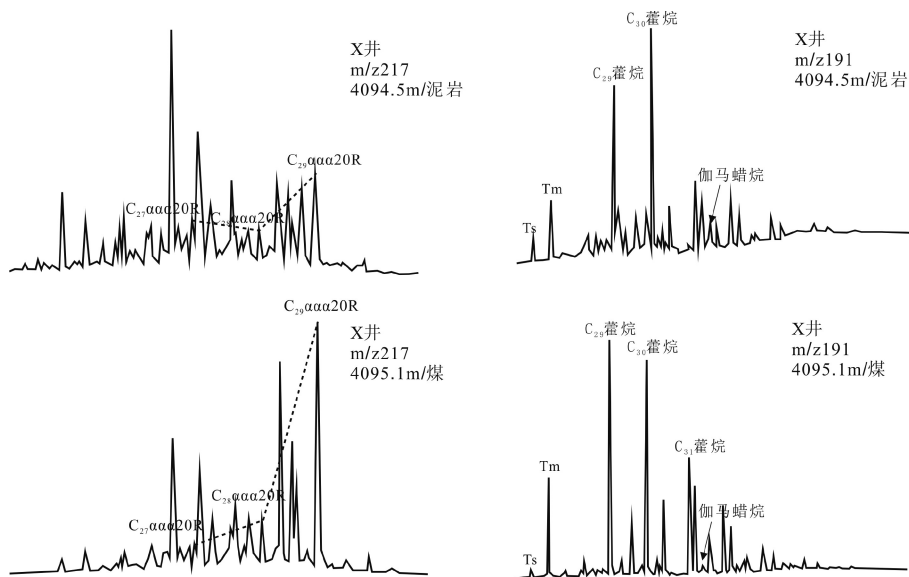 X井
m/z217
4094.5m/泥岩
C₂₇ααα20R
C₂₈ααα20R
C₂₉ααα20R
X井
m/z191
4094.5m/泥岩
C₃₀藿烷
C₂₉藿烷
伽马蜡烷
Tm
Ts
X井
m/z217
4095.1m/煤
C₂₉ααα20R
C₂₈ααα20R
C₂₇ααα20R
X井
m/z191
4095.1m/煤
C₂₉藿烷
C₃₀藿烷
C₃₁藿烷
Tm
伽马蜡烷
Ts